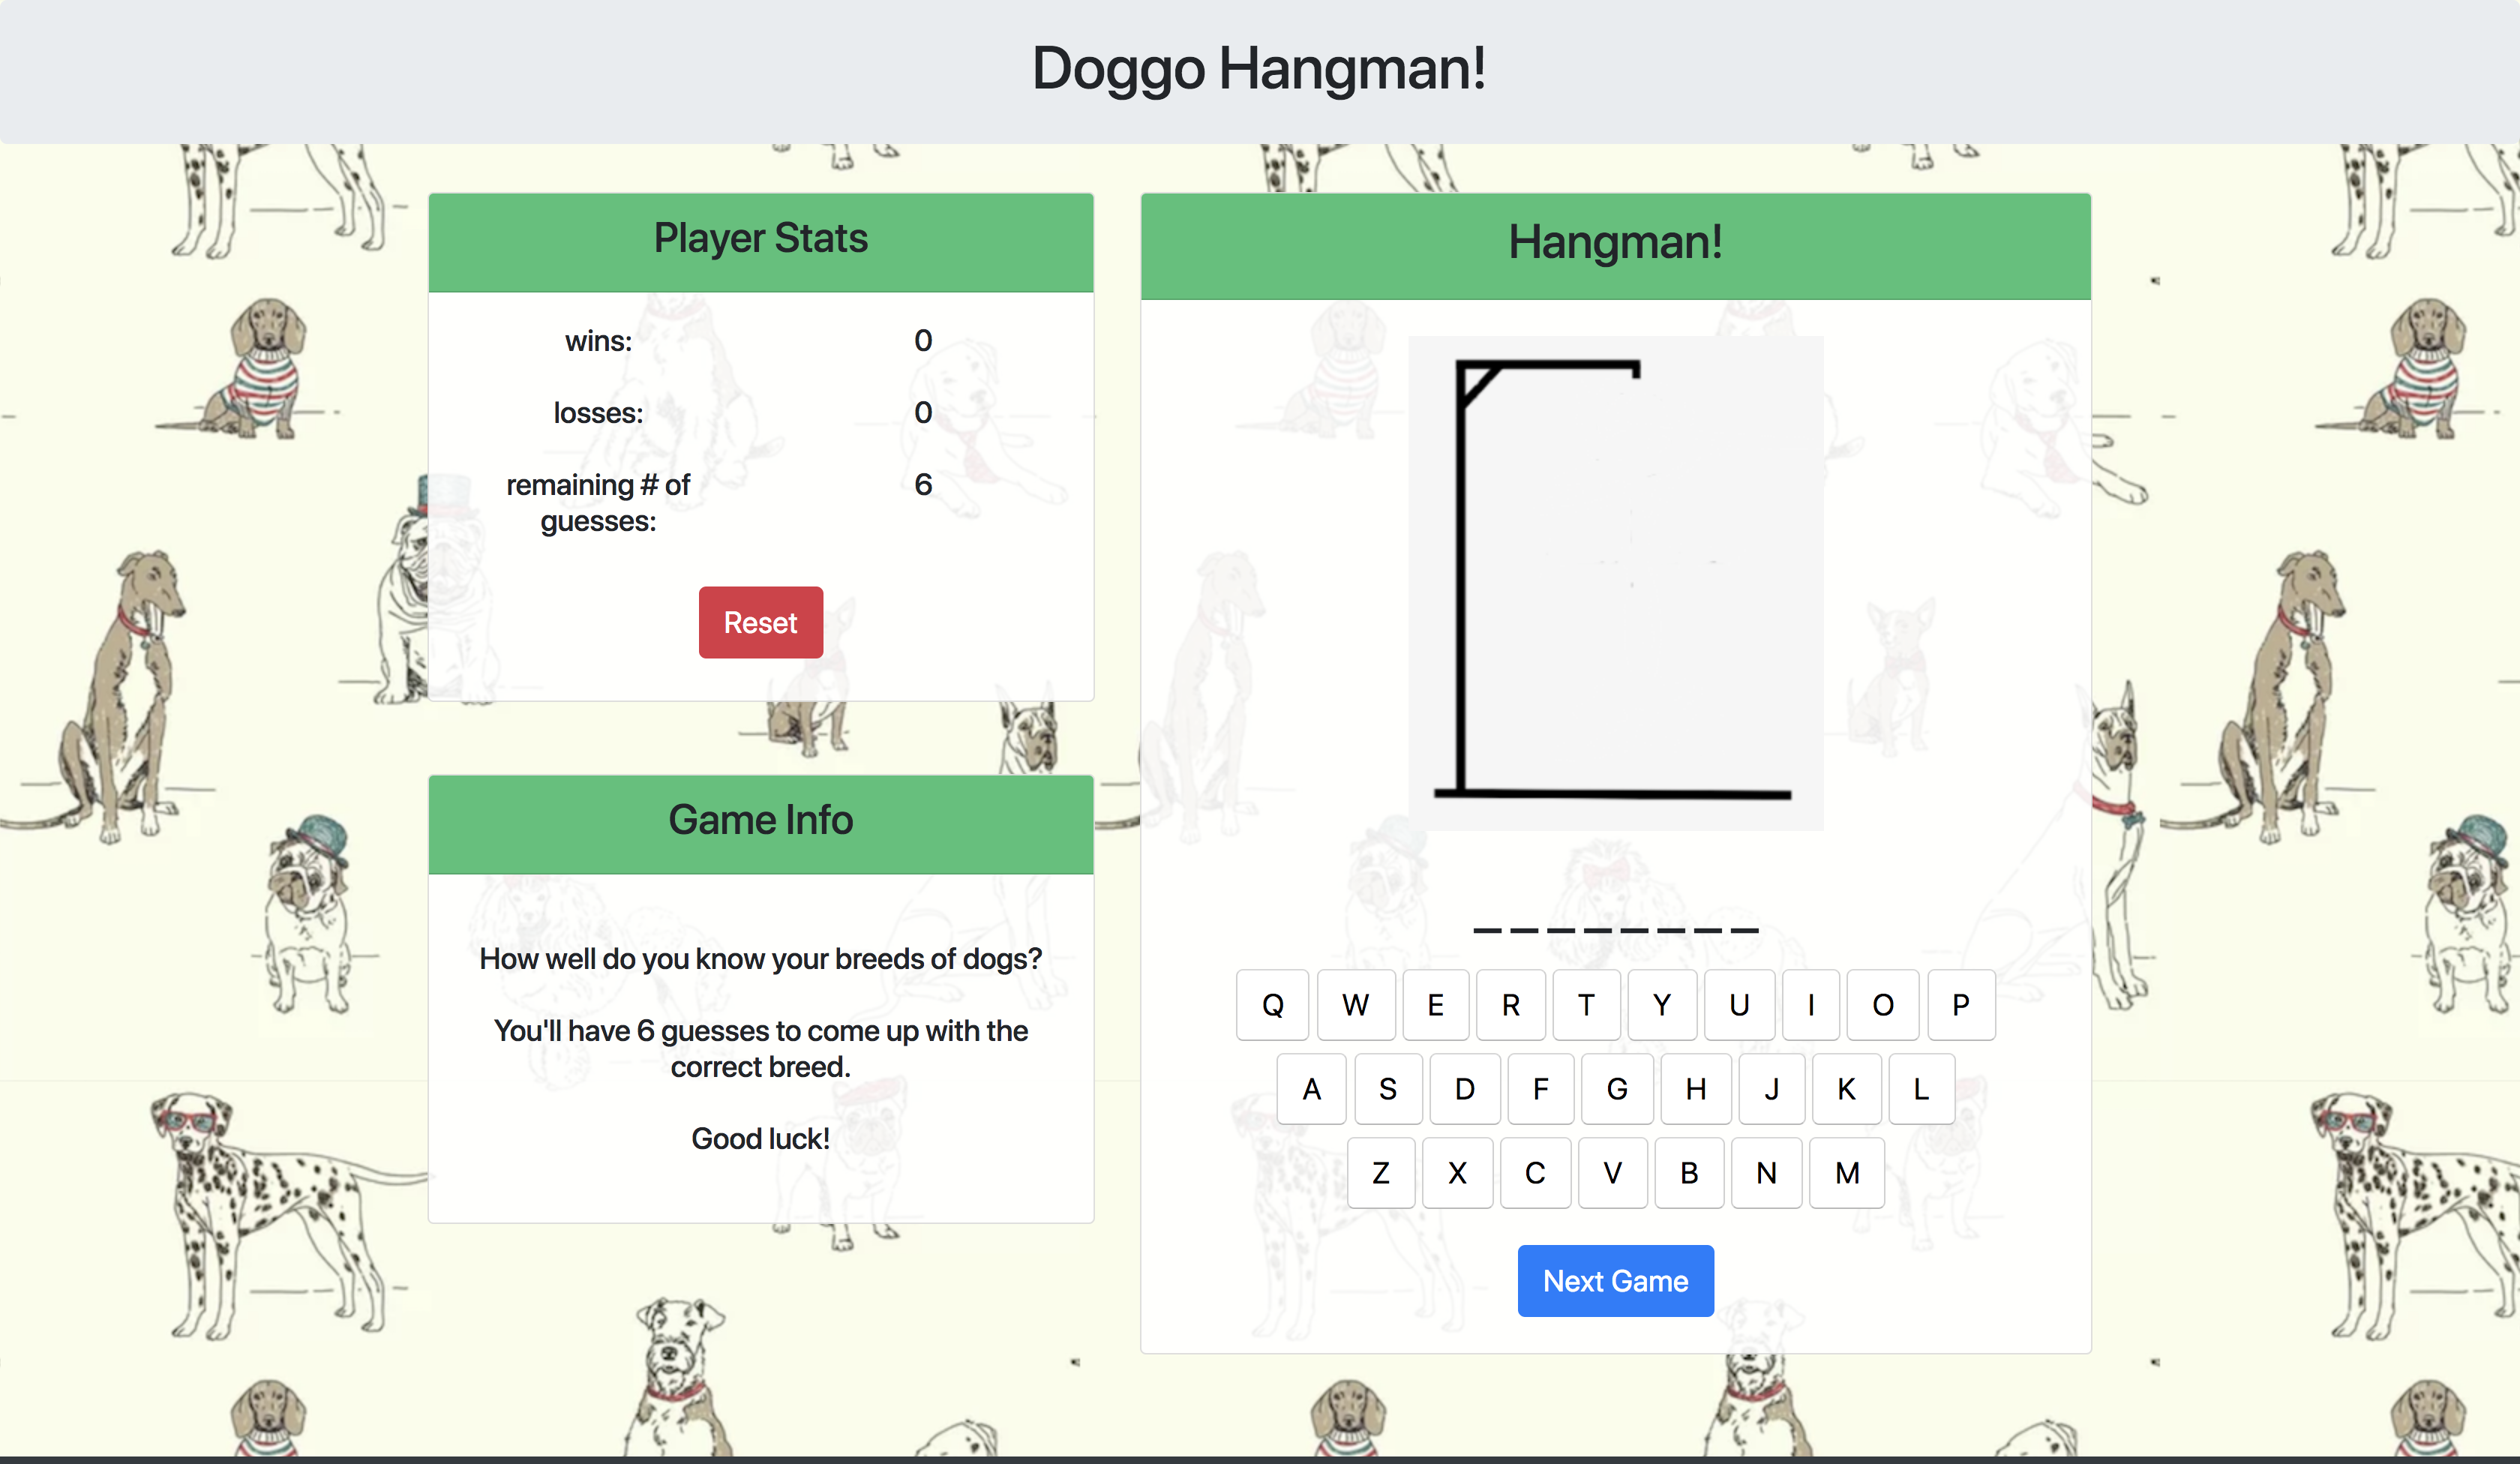 Doggo Hangman!
Player Stats
wins: 0
losses: 0
remaining # of 6
guesses:
Reset
Game Info
How well do you know your breeds of dogs?
You'll have 6 guesses to come up with the
correct breed.
Good luck!
Hangman!
_ _ _ _ _ _ _ _
Q W E R T Y U I O P
A S D F G H J K L
Z X C V B N M
Next Game